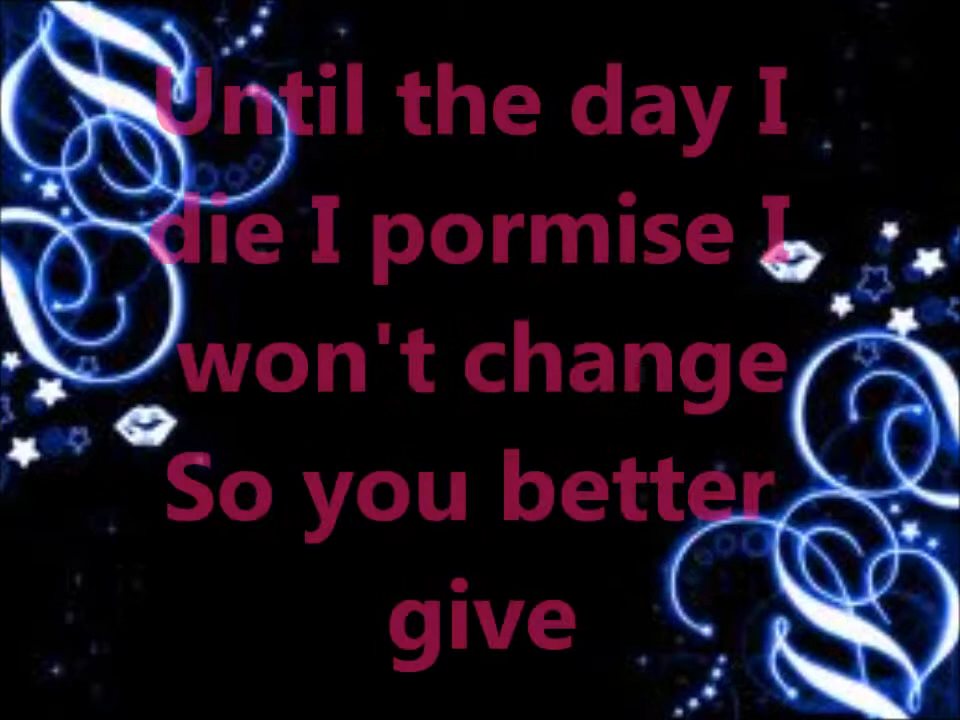 Until the day I
die I pormise I
won't change
So you better
give